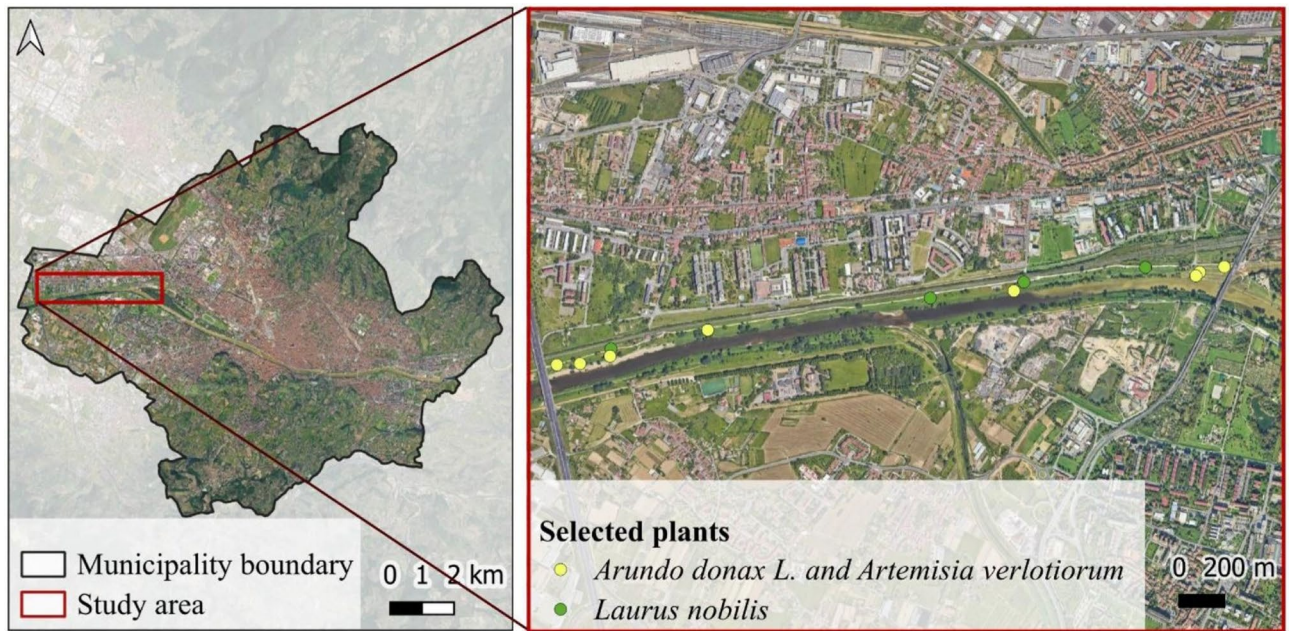 Municipality boundary
Study area
0 1 2 km
Selected plants
Arundo donax L. and Artemisia verlotiorum
Laurus nobilis
0 200 m